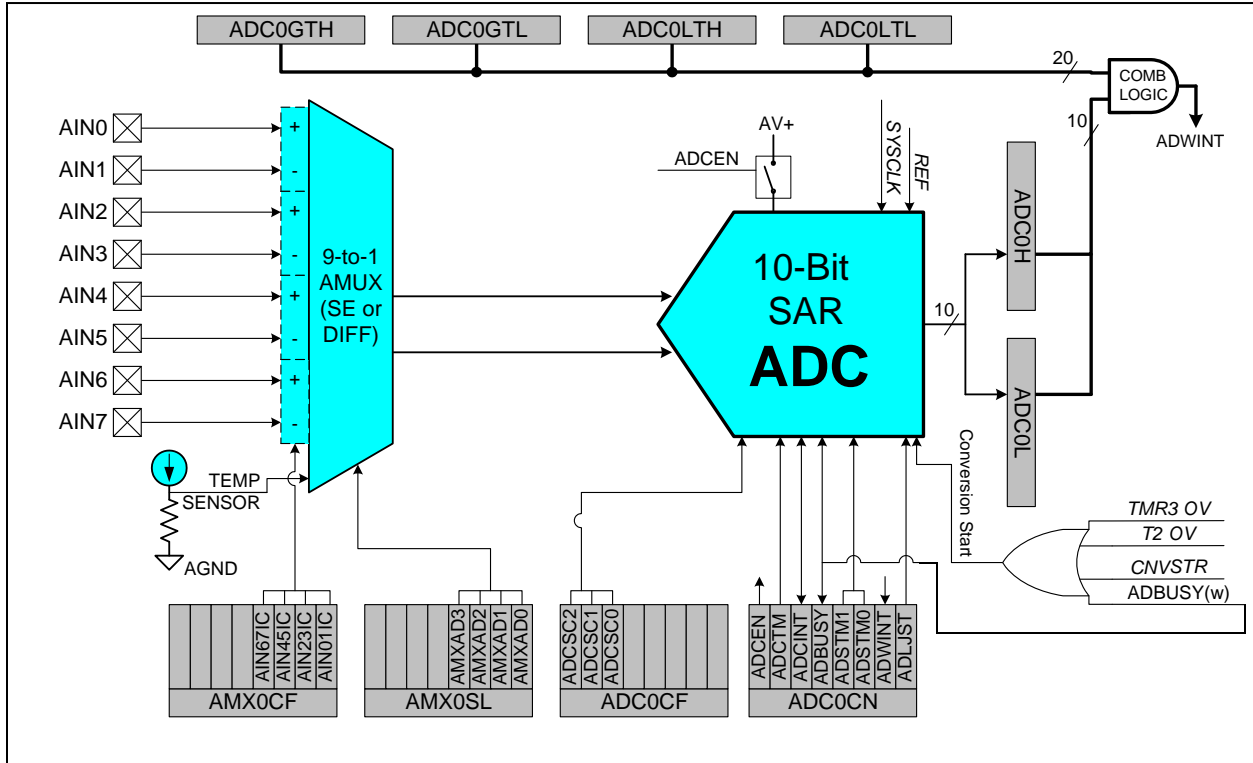 ADC0GTH
ADC0GTL
ADC0LTH
ADC0LTL
20
COMB
LOGIC
10
ADWINT
AIN0
AIN1
AIN2
AIN3
AIN4
AIN5
AIN6
AIN7
+
-
+
-
+
-
+
-
9-to-1
AMUX
(SE or
DIFF)
TEMP
SENSOR
AGND
AV+
ADCEN
SYSCLK
REF
10-Bit
SAR
ADC
10
ADC0H
ADC0L
Conversion Start
TMR3 OV
T2 OV
CNVSTR
ADBUSY(w)
AIN67IC
AIN45IC
AIN23IC
AIN01IC
AMX0CF
AMXAD3
AMXAD2
AMXAD1
AMXAD0
AMX0SL
ADCSC2
ADCSC1
ADCSC0
ADC0CF
ADCEN
ADCTM
ADCINT
ADBUSY
ADSTM1
ADSTM0
ADWINT
ADLJST
ADC0CN